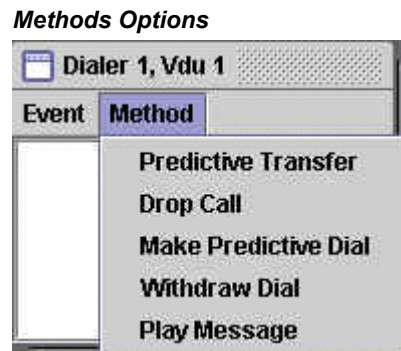 Methods Options
Dialer 1, Vdu 1
Event Method
Predictive Transfer
Drop Call
Make Predictive Dial
Withdraw Dial
Play Message